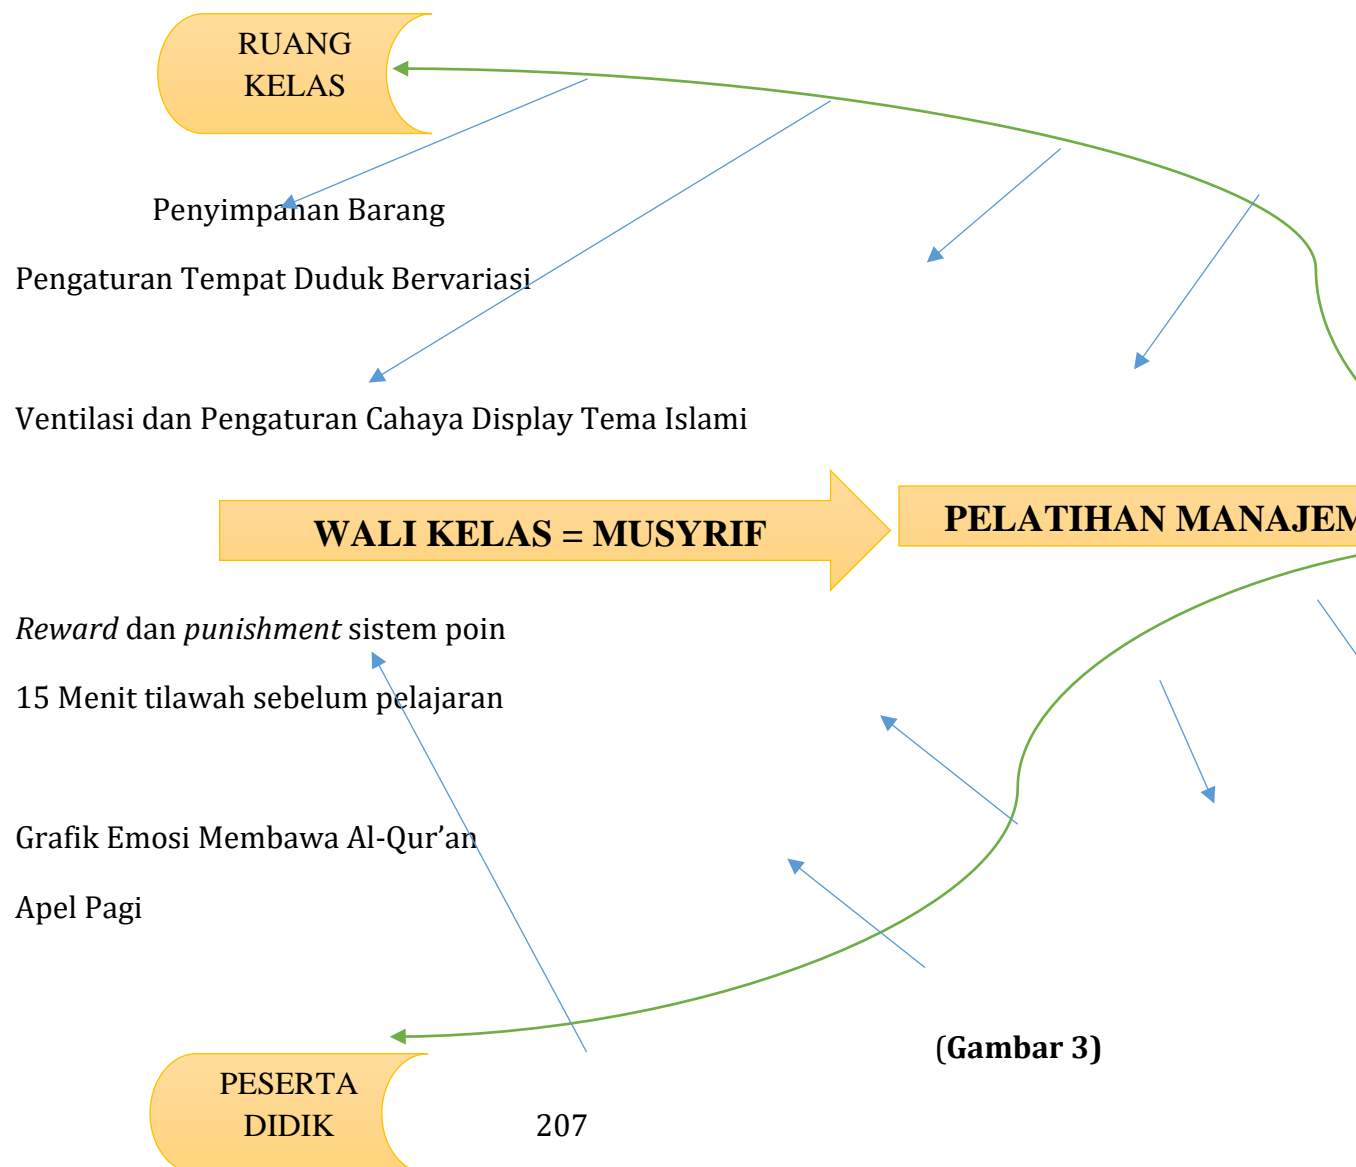 RUANG
KELAS
Penyimpanan Barang
Pengaturan Tempat Duduk Bervariasi
Ventilasi dan Pengaturan Cahaya Display Tema Islami
WALI KELAS = MUSYRIF
PELATIHAN MANAJEM
Reward dan punishment sistem poin
15 Menit tilawah sebelum pelajaran
Grafik Emosi Membawa Al-Qur’an
Apel Pagi
(Gambar 3)
PESERTA
DIDIK
207